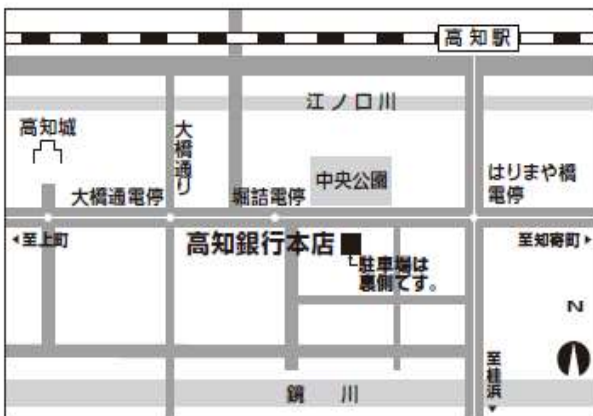 高知駅
江ノ口川
高知城
大橋通り
中央公園
はりまや橋
電停
大橋通電停
堀詰電停
◂至上町
高知銀行本店
至知寄町▸
駐車場は
裏側です。
N
至桂浜
鏡川